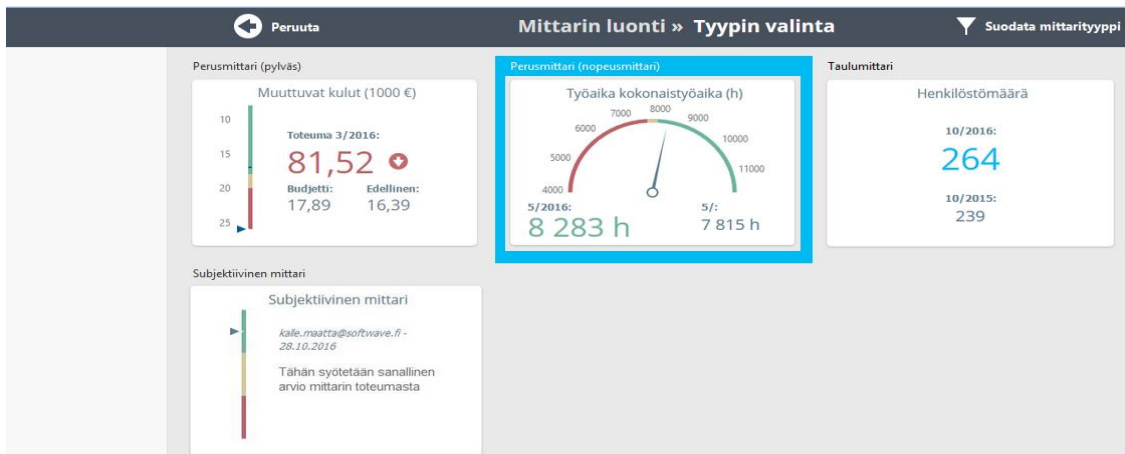 Peruuta
Mittarin luonti » Tyypin valinta
Suodata mittarityyppi
Perusmittari (pylväs)
Muuttuvat kulut (1000 €)
10
15
20
25
Toteuma 3/2016:
81,52
Budjetti: Edellinen:
17,89 16,39
Perusmittari (nopeusmittari)
Työaika kokonaistyöaika (h)
4000
5000
6000
7000
8000
9000
10000
11000
5/2016: 5/:
8 283 h 7 815 h
Taulumittari
Henkilöstömäärä
10/2016:
264
10/2015:
239
Subjektiivinen mittari
Subjektiivinen mittari
kalle.maatta@softwave.fi -
28.10.2016
Tähän syötetään sanallinen
arvio mittarin toteumasta